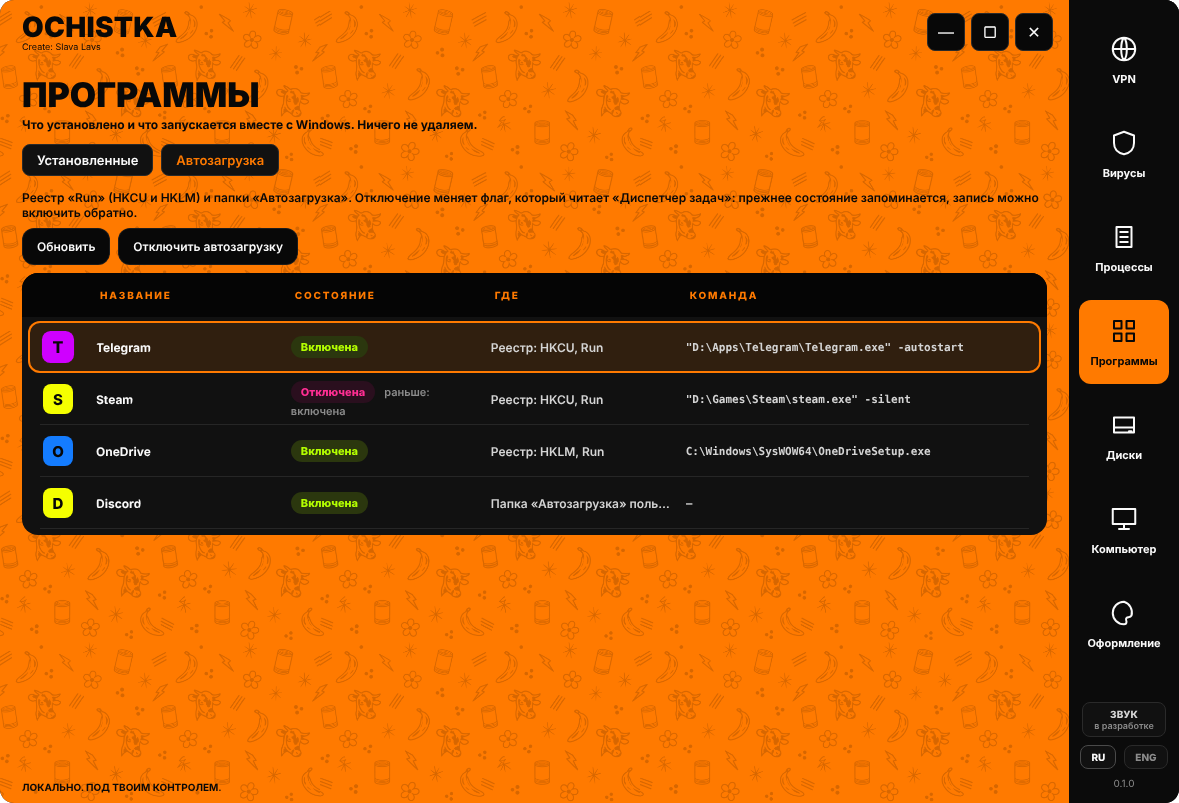 OCHISTKA
Create: Slava Lavs
ПРОГРАММЫ
Что установлено и что запускается вместе с Windows. Ничего не удаляем.
Установленные
Автозагрузка
Реестр «Run» (HKCU и HKLM) и папки «Автозагрузка». Отключение меняет флаг, который читает «Диспетчер задач»: прежнее состояние запоминается, запись можно
включить обратно.
Обновить
Отключить автозагрузку
НАЗВАНИЕ СОСТОЯНИЕ ГДЕ КОМАНДА
T Telegram Включена Реестр: HKCU, Run "D:\Apps\Telegram\Telegram.exe" -autostart
S Steam Отключена раньше: Реестр: HKCU, Run "D:\Games\Steam\steam.exe" -silent
включена
O OneDrive Включена Реестр: HKLM, Run C:\Windows\SysWOW64\OneDriveSetup.exe
D Discord Включена Папка «Автозагрузка» поль... –
ЛОКАЛЬНО. ПОД ТВОИМ КОНТРОЛЕМ.
VPN
Вирусы
Процессы
Программы
Диски
Компьютер
Оформление
ЗВУК
в разработке
RU ENG
0.1.0